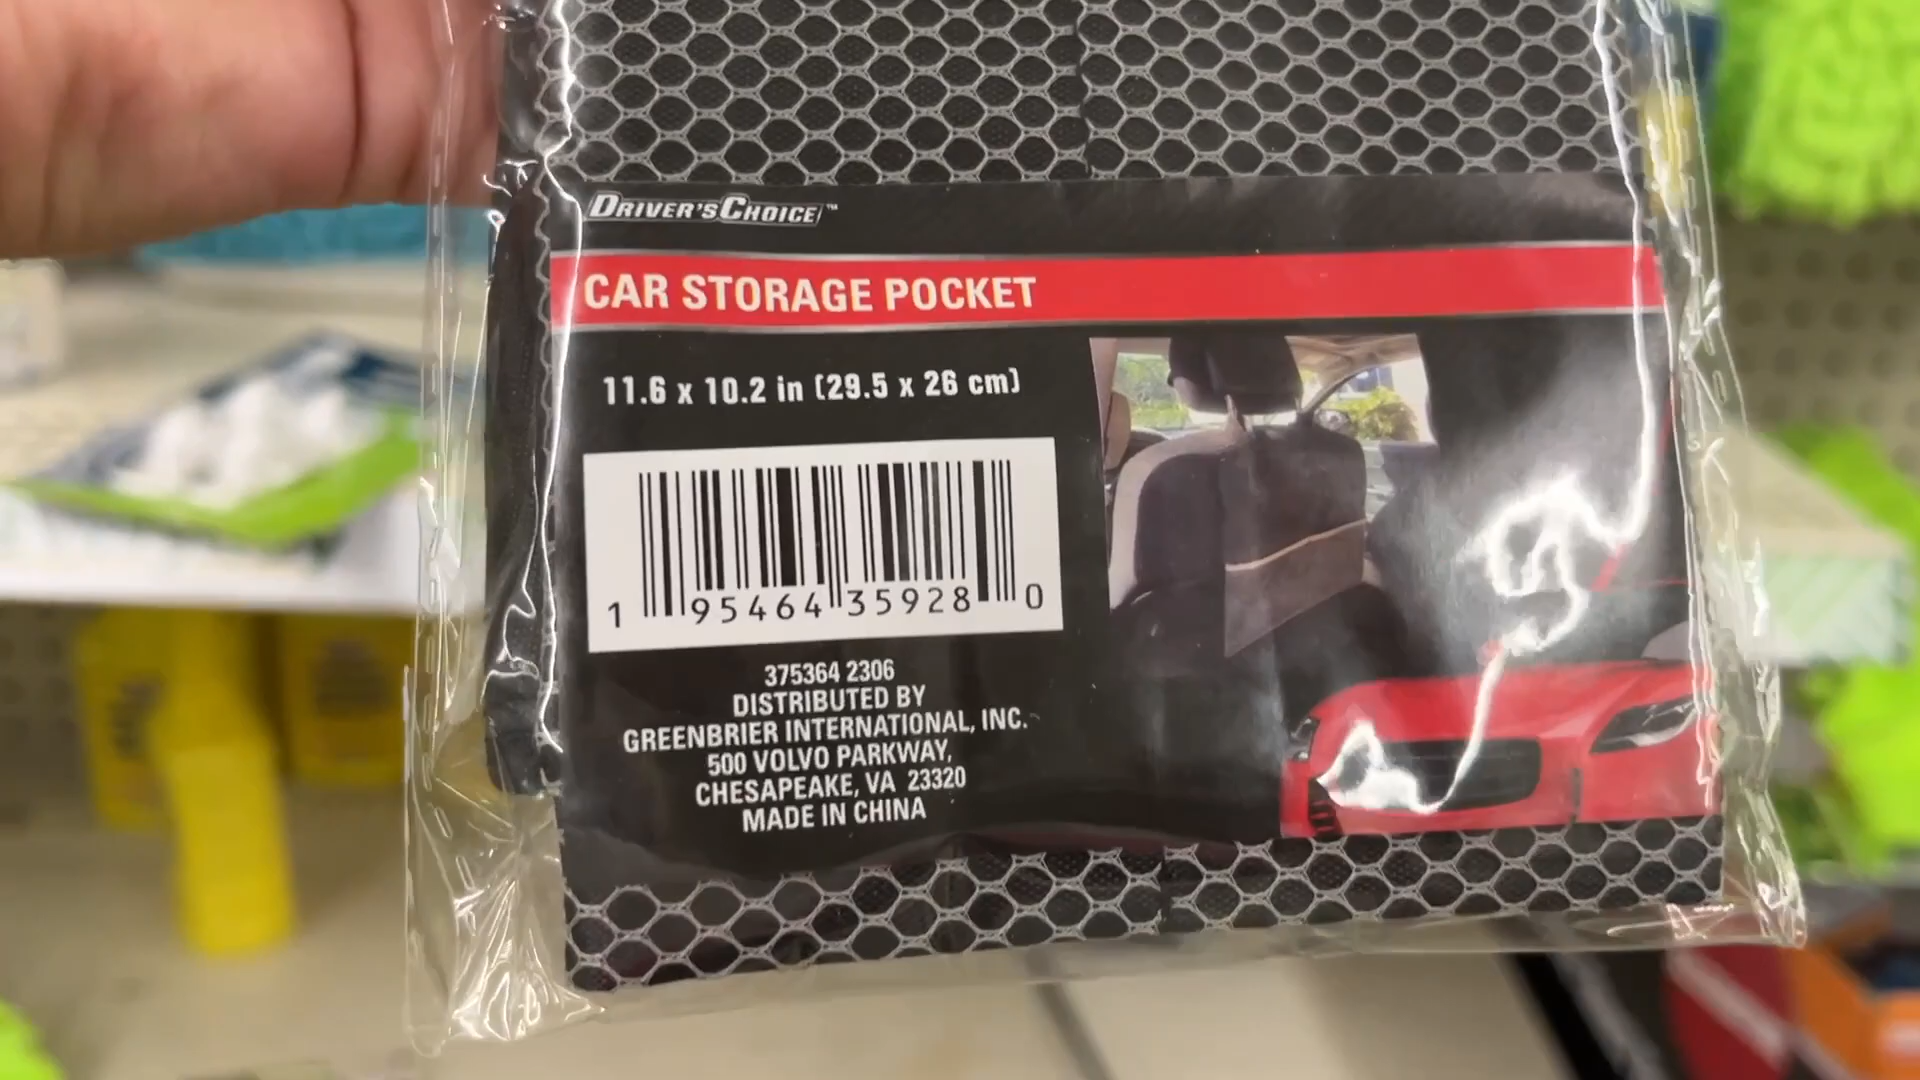 DRIVER'S CHOICE™
CAR STORAGE POCKET
11.6 x 10.2 in (29.5 x 26 cm)
1 95464 35928 0
375364 2306
DISTRIBUTED BY
GREENBRIER INTERNATIONAL, INC.
500 VOLVO PARKWAY,
CHESAPEAKE, VA 23320
MADE IN CHINA